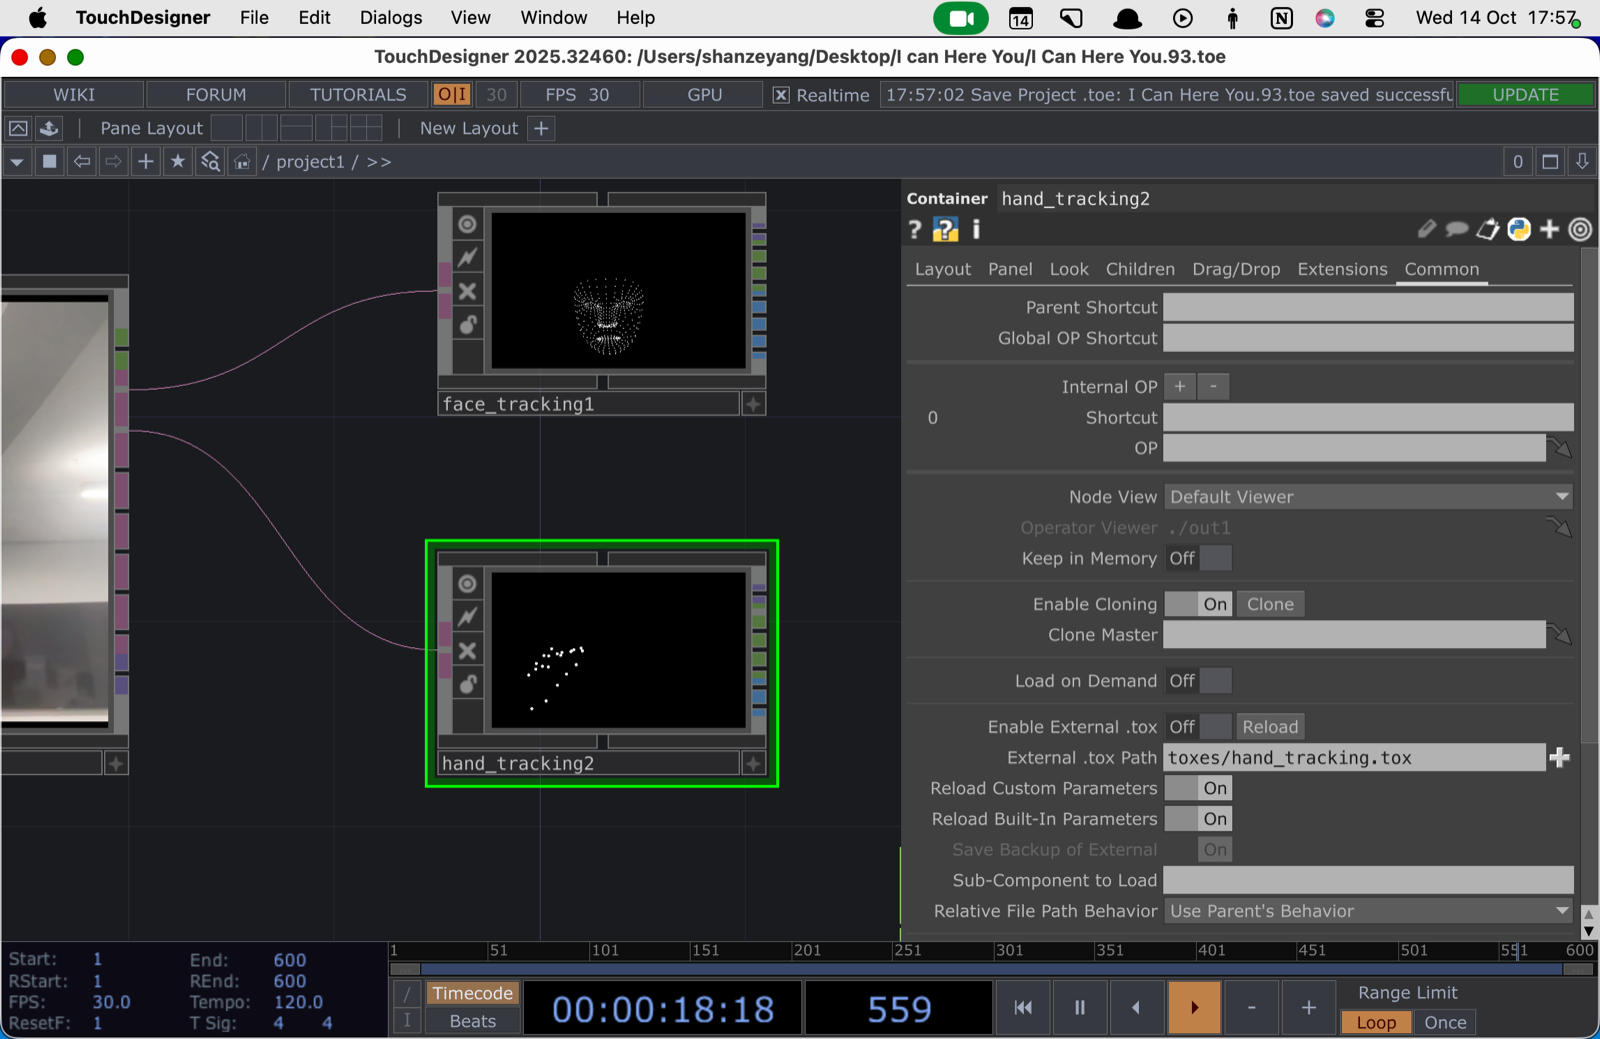 TouchDesigner File Edit Dialogs View Window Help
14
N
Wed 14 Oct 17:57
TouchDesigner 2025.32460: /Users/shanzeyang/Desktop/I can Here You/I Can Here You.93.toe
WIKI FORUM TUTORIALS O|I 30 FPS 30 GPU Realtime 17:57:02 Save Project .toe: I Can Here You.93.toe saved successfu UPDATE
Pane Layout New Layout +
/ project1 / >> 0
Container hand_tracking2
? ? i
Layout Panel Look Children Drag/Drop Extensions Common
Parent Shortcut
Global OP Shortcut
Internal OP + -
0 Shortcut
OP
Node View Default Viewer
Operator Viewer ./out1
Keep in Memory Off
Enable Cloning On Clone
Clone Master
Load on Demand Off
Enable External .tox Off Reload
External .tox Path toxes/hand_tracking.tox
Reload Custom Parameters On
Reload Built-In Parameters On
Save Backup of External On
Sub-Component to Load
Relative File Path Behavior Use Parent's Behavior
face_tracking1
hand_tracking2
1 51 101 151 201 251 301 351 401 451 501 551 600
Start: 1 End: 600
RStart: 1 REnd: 600
FPS: 30.0 Tempo: 120.0
ResetF: 1 T Sig: 4 4
/ Timecode
I Beats
00:00:18:18
559
- +
Range Limit
Loop Once